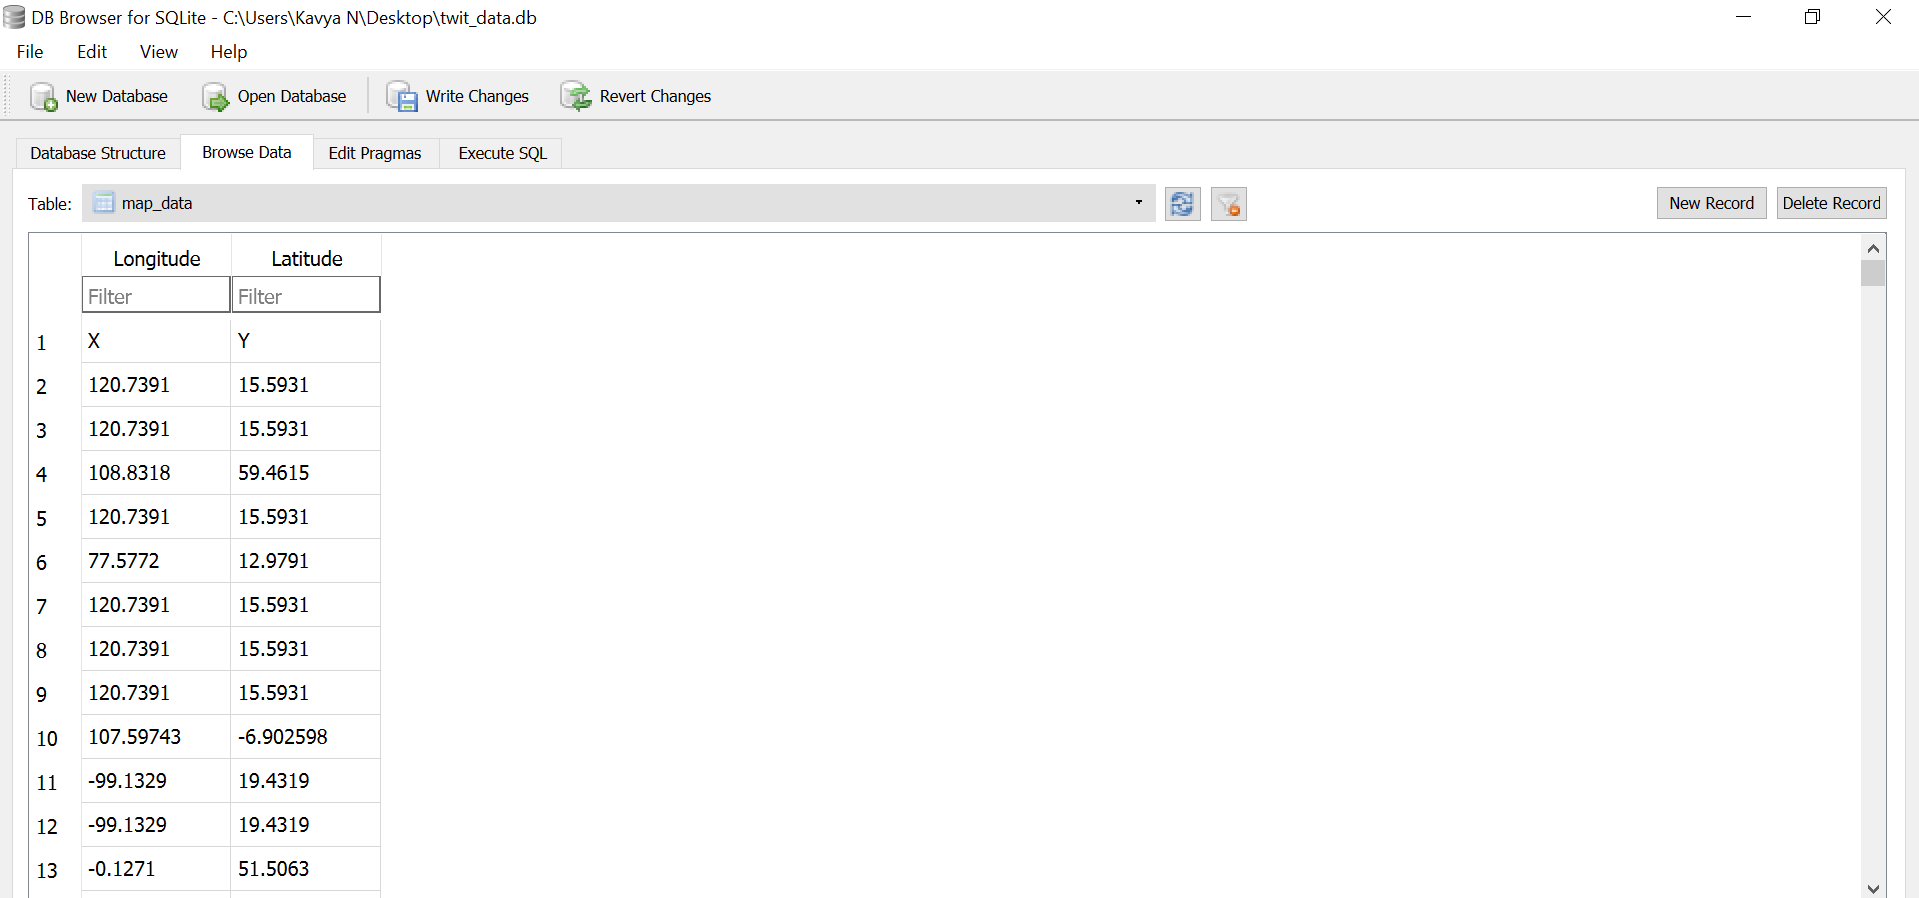 DB Browser for SQLite - C:\Users\Kavya N\Desktop\twit_data.db
File Edit View Help
New Database Open Database Write Changes Revert Changes
Database Structure Browse Data Edit Pragmas Execute SQL
Table: map_data New Record Delete Record
Longitude Latitude
Filter Filter
1 X Y
2 120.7391 15.5931
3 120.7391 15.5931
4 108.8318 59.4615
5 120.7391 15.5931
6 77.5772 12.9791
7 120.7391 15.5931
8 120.7391 15.5931
9 120.7391 15.5931
10 107.59743 -6.902598
11 -99.1329 19.4319
12 -99.1329 19.4319
13 -0.1271 51.5063